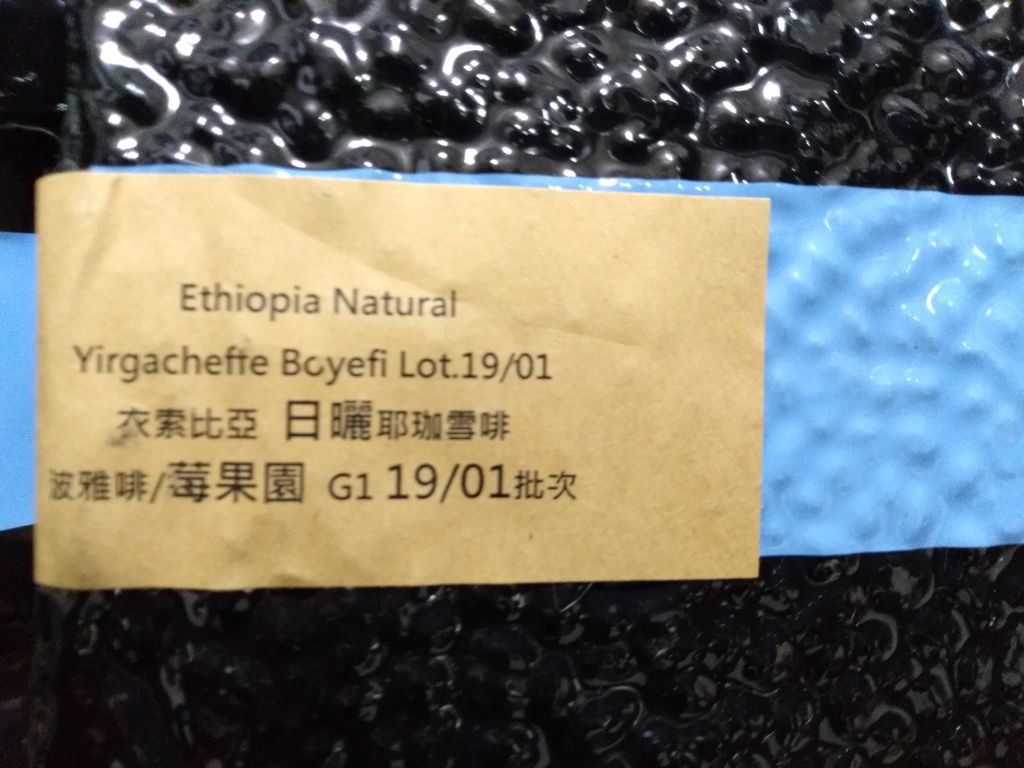 Ethiopia Natural
Yirgacheffe Boyefi Lot.19/01
衣索比亞 日曬耶珈雪啡
波雅啡/莓果園 G1 19/01批次